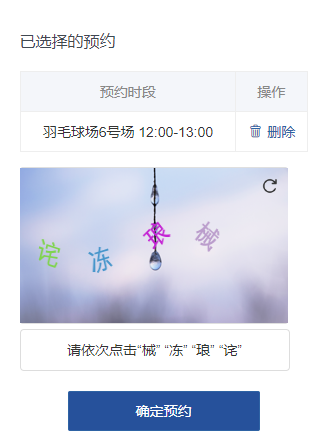 已选择的预约
预约时段 操作
羽毛球场6号场 12:00-13:00 删除
诧 冻 琅 械
请依次点击“械” “冻” “琅” “诧”
确定预约